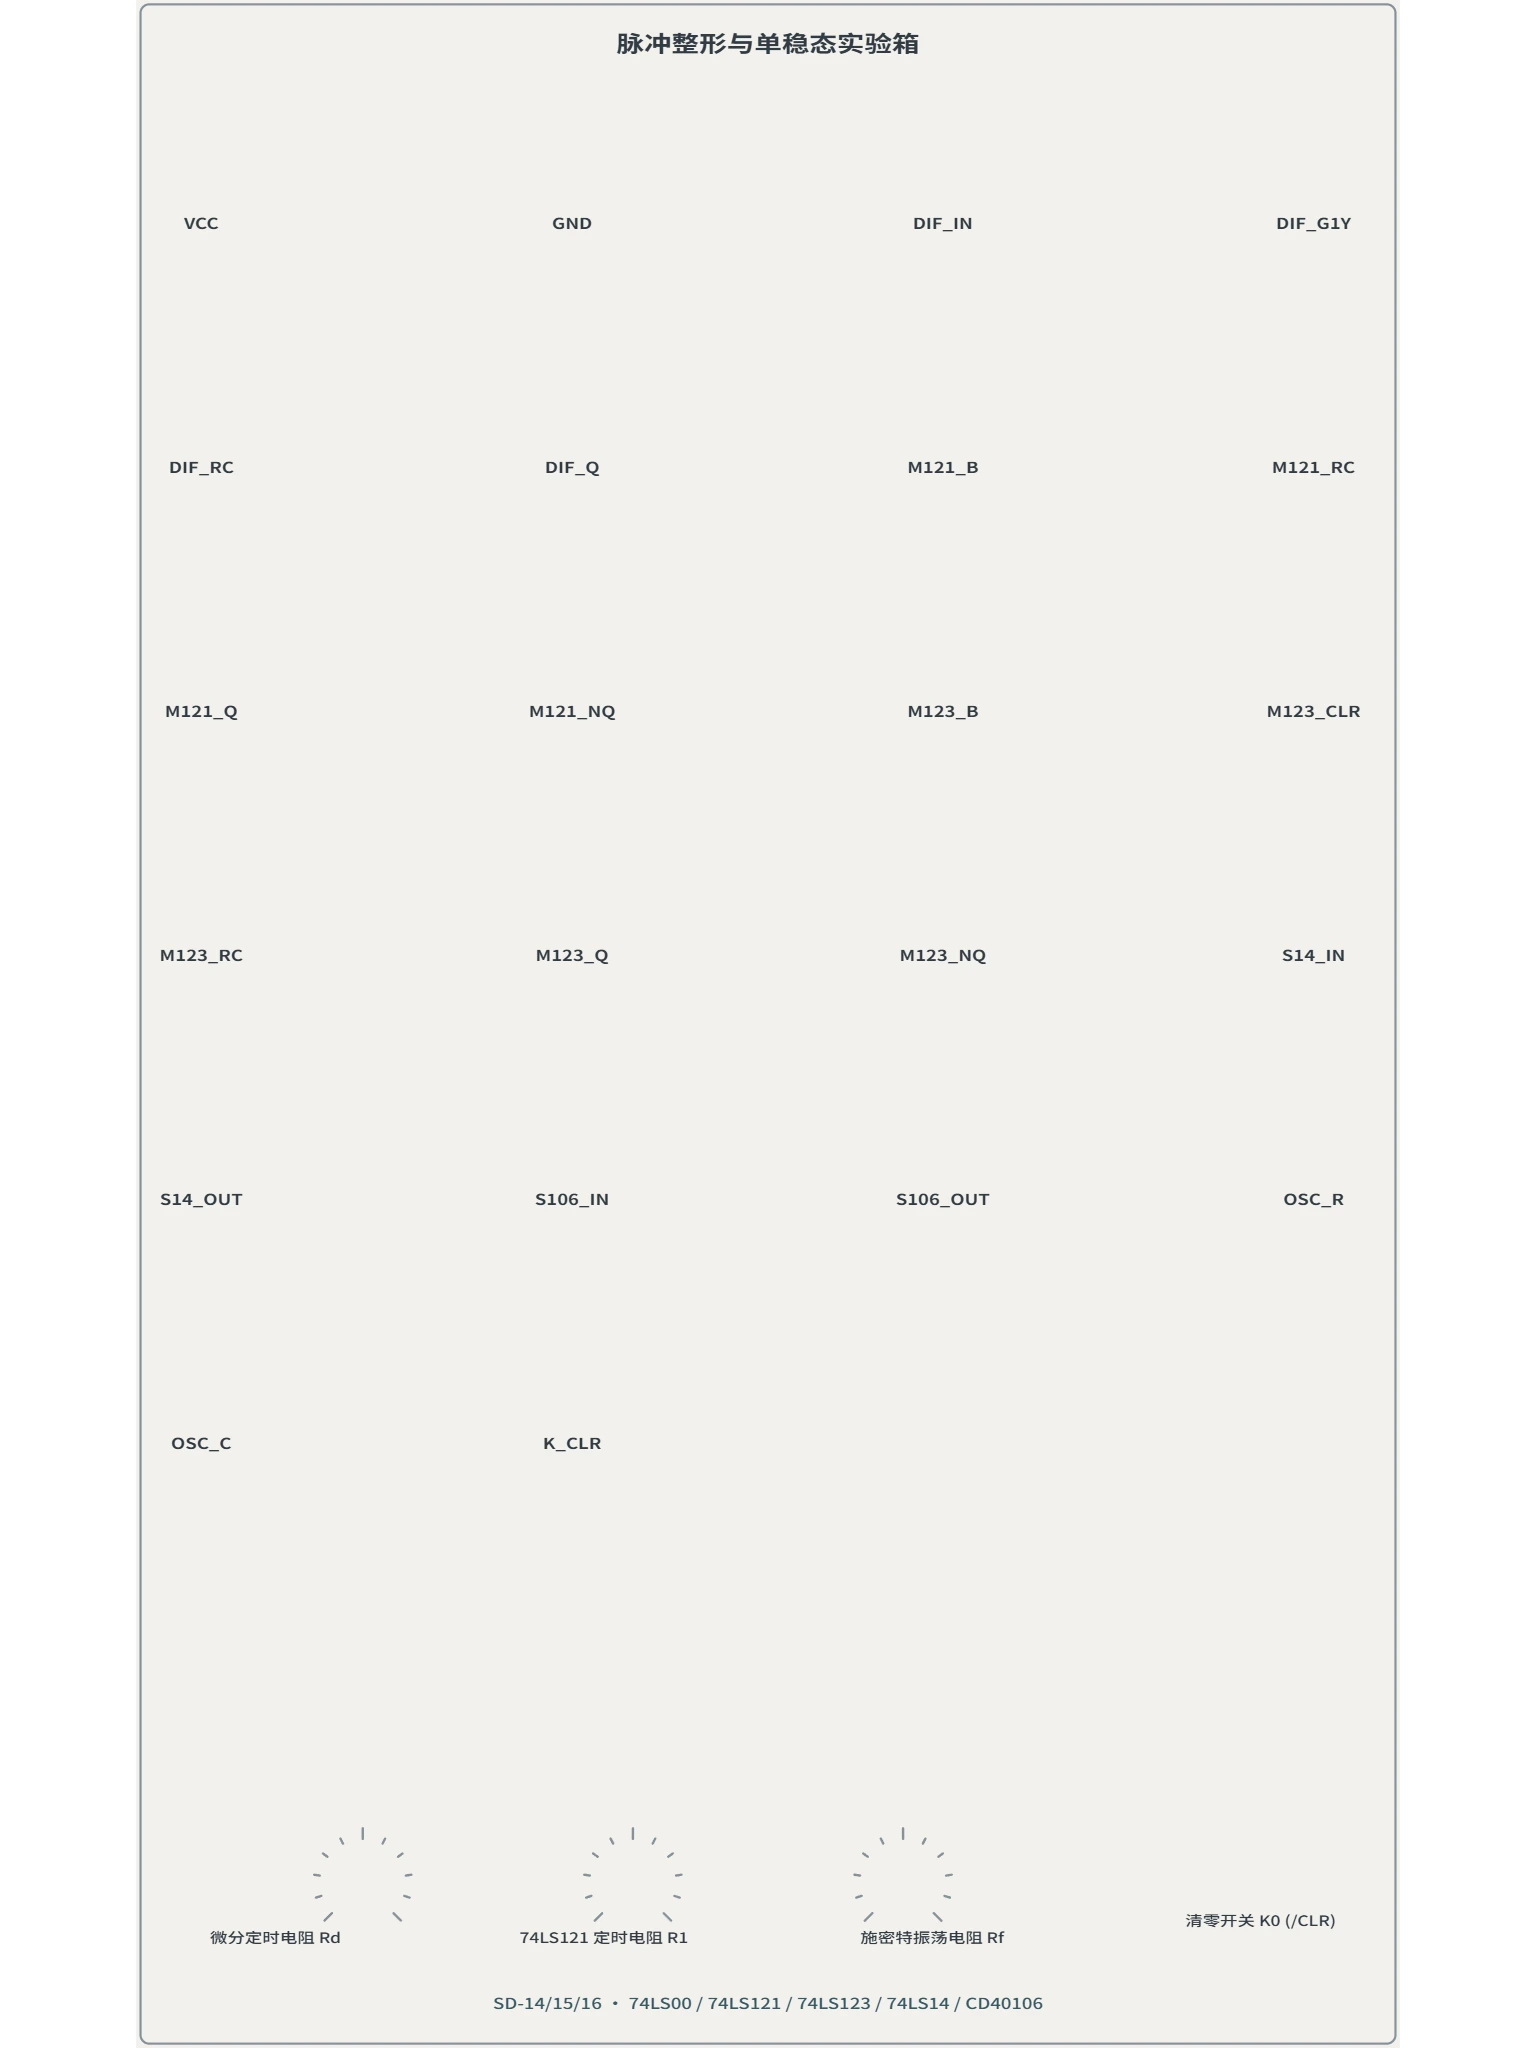 脉冲整形与单稳态实验箱
VCC GND DIF_IN DIF_G1Y
DIF_RC DIF_Q M121_B M121_RC
M121_Q M121_NQ M123_B M123_CLR
M123_RC M123_Q M123_NQ S14_IN
S14_OUT S106_IN S106_OUT OSC_R
OSC_C K_CLR
微分定时电阻 Rd 74LS121 定时电阻 R1 施密特振荡电阻 Rf 清零开关 K0 (/CLR)
SD-14/15/16 · 74LS00 / 74LS121 / 74LS123 / 74LS14 / CD40106